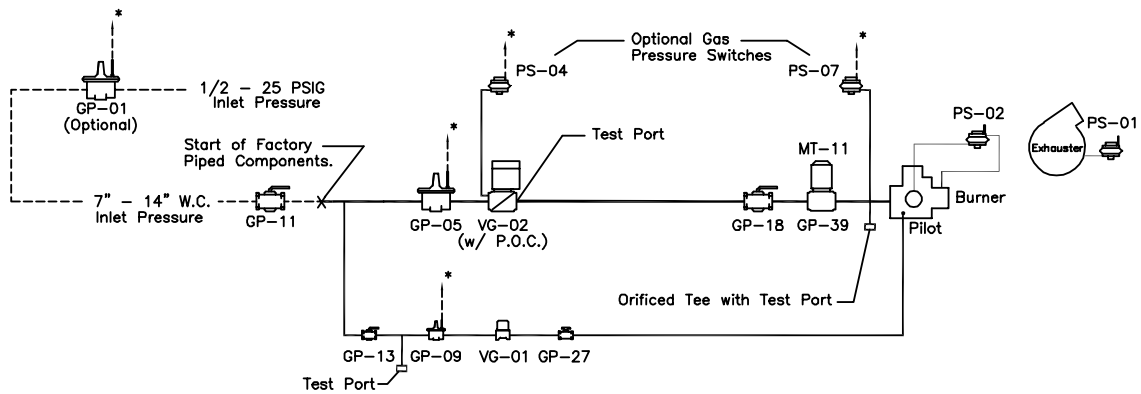 *
*
*
*
*
Optional Gas
Pressure Switches
PS-04
PS-07
1/2 - 25 PSIG
Inlet Pressure
GP-01
(Optional)
PS-02
PS-01
Start of Factory
Piped Components.
Test Port
MT-11
Exhauster
7" - 14" W.C.
Inlet Pressure
GP-11
GP-05
VG-02
(w/ P.O.C.)
GP-18
GP-39
Burner
Pilot
Orificed Tee with Test Port
GP-13
GP-09
VG-01
GP-27
Test Port